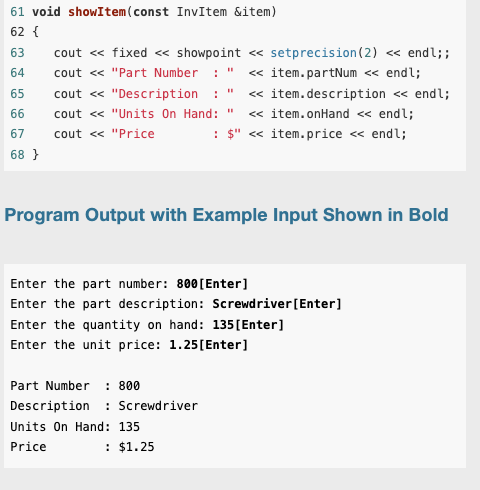 61 void showItem(const InvItem &item)
62 {
63    cout << fixed << showpoint << setprecision(2) << endl;;
64    cout << "Part Number  : "  << item.partNum << endl;
65    cout << "Description  : "  << item.description << endl;
66    cout << "Units On Hand: "  << item.onHand << endl;
67    cout << "Price        : $" << item.price << endl;
68 }
Program Output with Example Input Shown in Bold
Enter the part number: 800[Enter]
Enter the part description: Screwdriver[Enter]
Enter the quantity on hand: 135[Enter]
Enter the unit price: 1.25[Enter]
Part Number  : 800
Description  : Screwdriver
Units On Hand: 135
Price        : $1.25